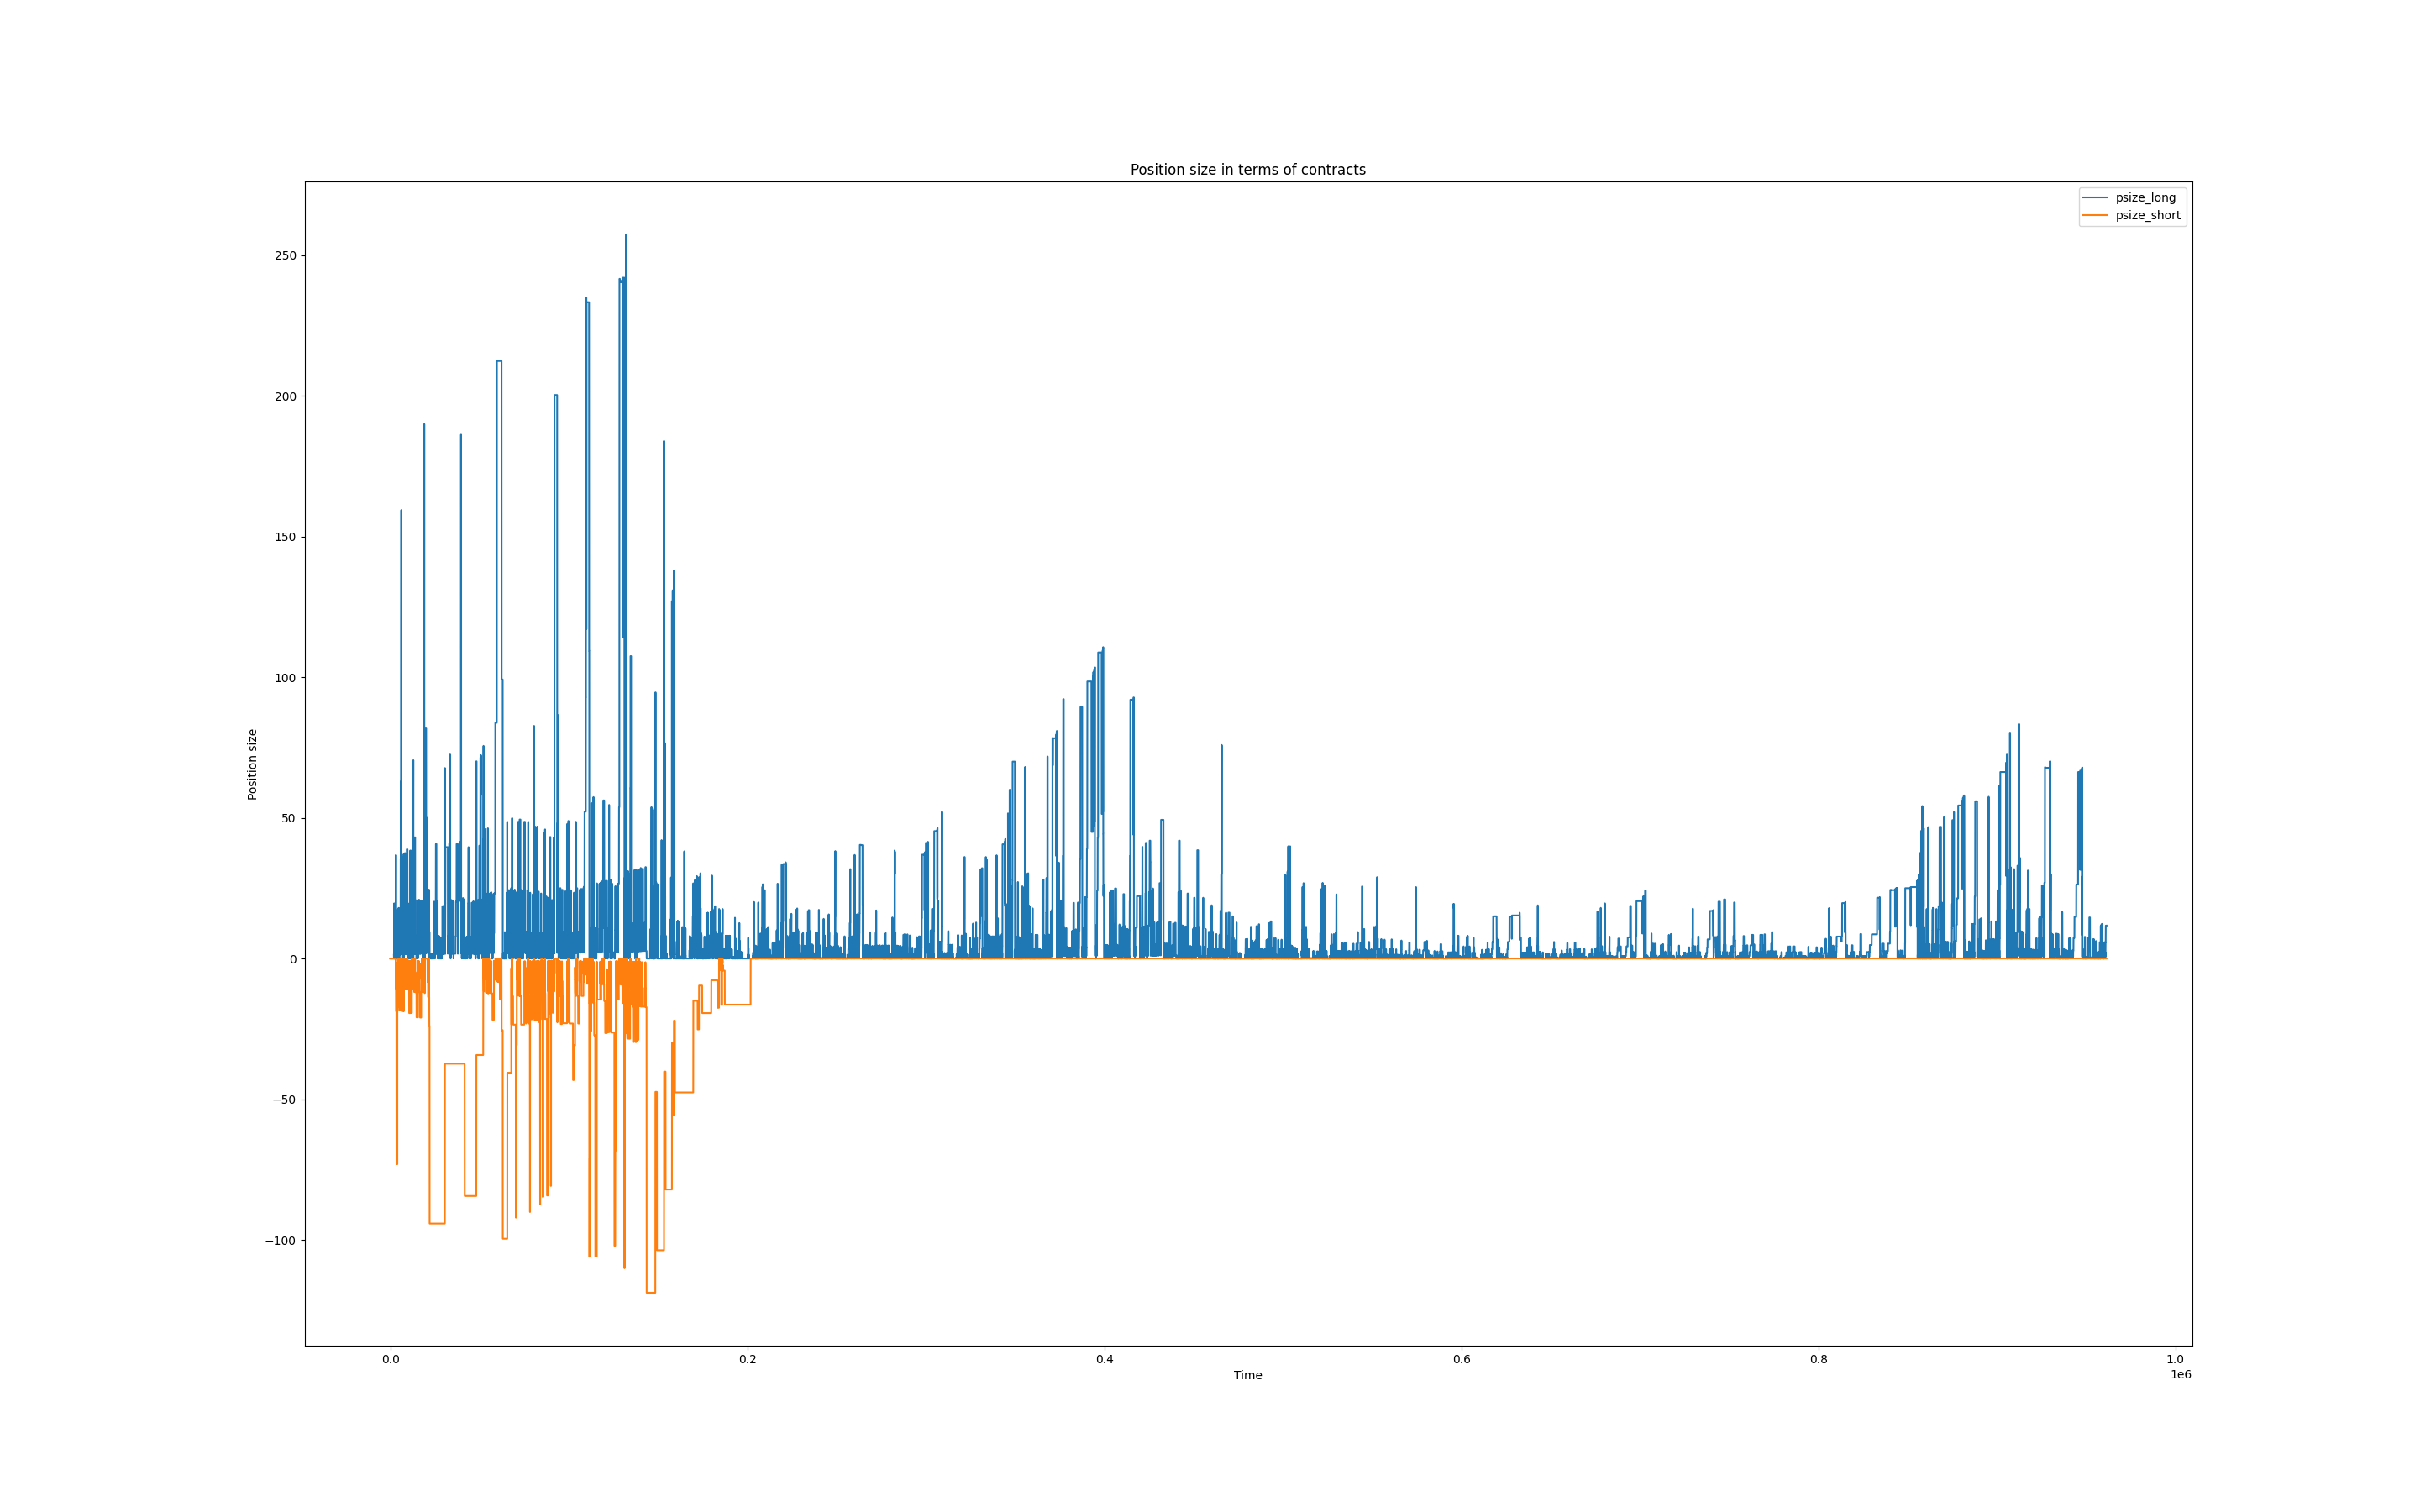 Position size in terms of contracts
psize_long
psize_short
Position size
250
200
150
100
50
0
−50
−100
0.0 0.2 0.4 0.6 0.8 1.0
Time
1e6